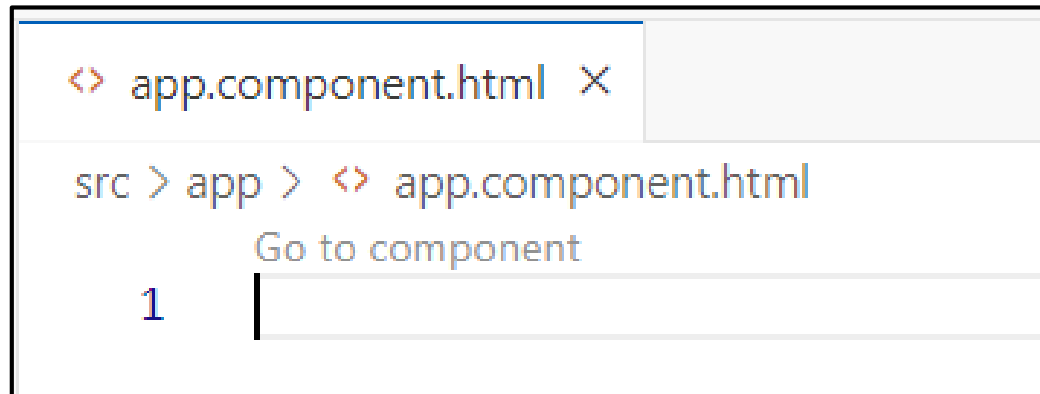 <> app.component.html ×
src > app > <> app.component.html
Go to component
1